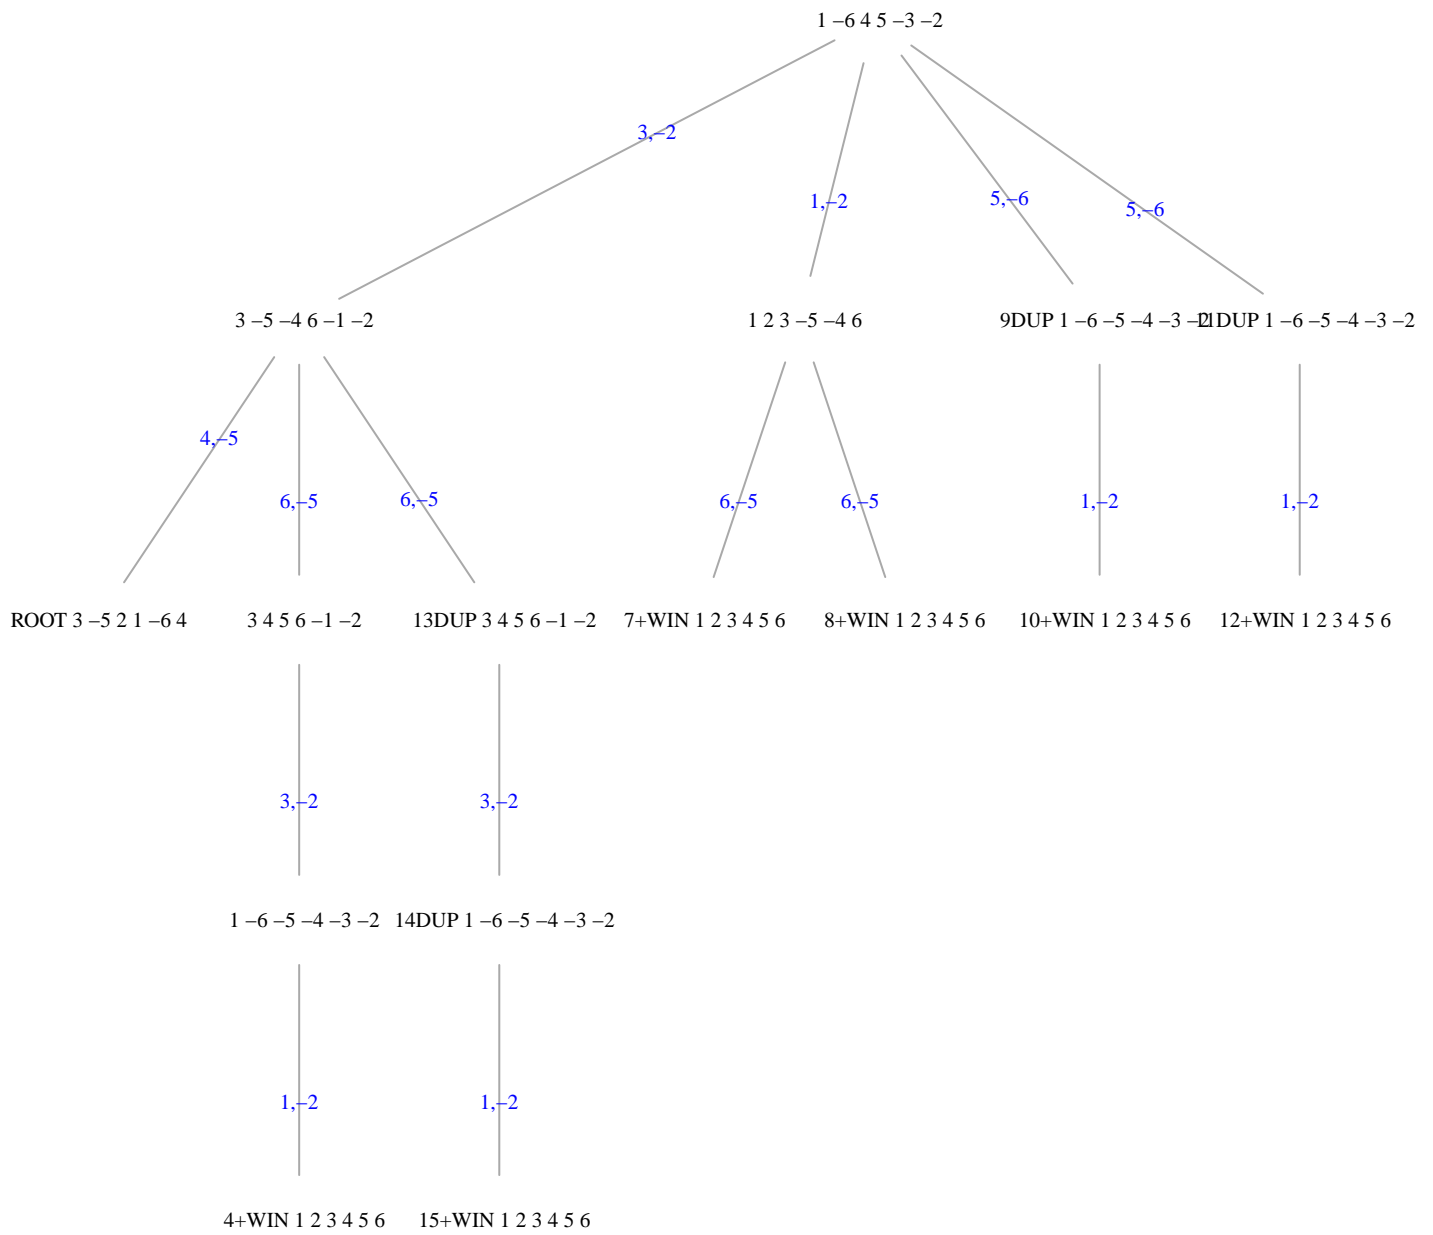 1 –6 4 5 –3 –2
3,–2
1,–2
5,–6
5,–6
3 –5 –4 6 –1 –2
1 2 3 –5 –4 6
9DUP 1 –6 –5 –4 –3 –2
11DUP 1 –6 –5 –4 –3 –2
4,–5
6,–5
6,–5
6,–5
6,–5
1,–2
1,–2
ROOT 3 –5 2 1 –6 4
3 4 5 6 –1 –2
13DUP 3 4 5 6 –1 –2
7+WIN 1 2 3 4 5 6
8+WIN 1 2 3 4 5 6
10+WIN 1 2 3 4 5 6
12+WIN 1 2 3 4 5 6
3,–2
3,–2
1 –6 –5 –4 –3 –2
14DUP 1 –6 –5 –4 –3 –2
1,–2
1,–2
4+WIN 1 2 3 4 5 6
15+WIN 1 2 3 4 5 6